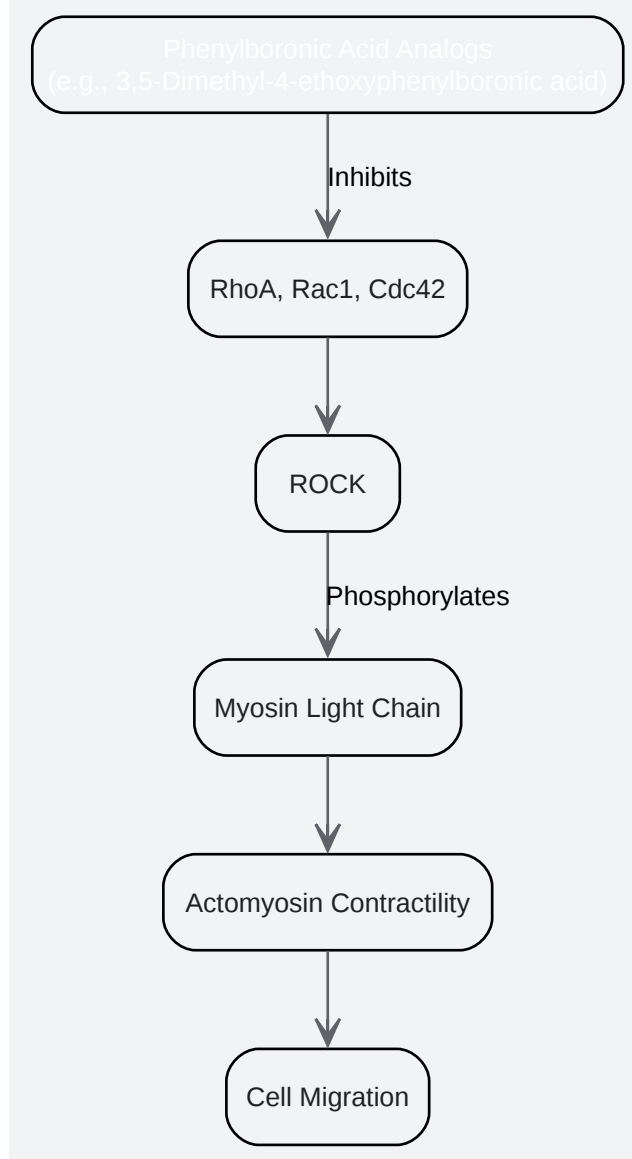 Phenylboronic Acid Analogs
(e.g., 3,5-Dimethyl-4-ethoxyphenylboronic acid)
Inhibits
RhoA, Rac1, Cdc42
ROCK
Phosphorylates
Myosin Light Chain
Actomyosin Contractility
Cell Migration